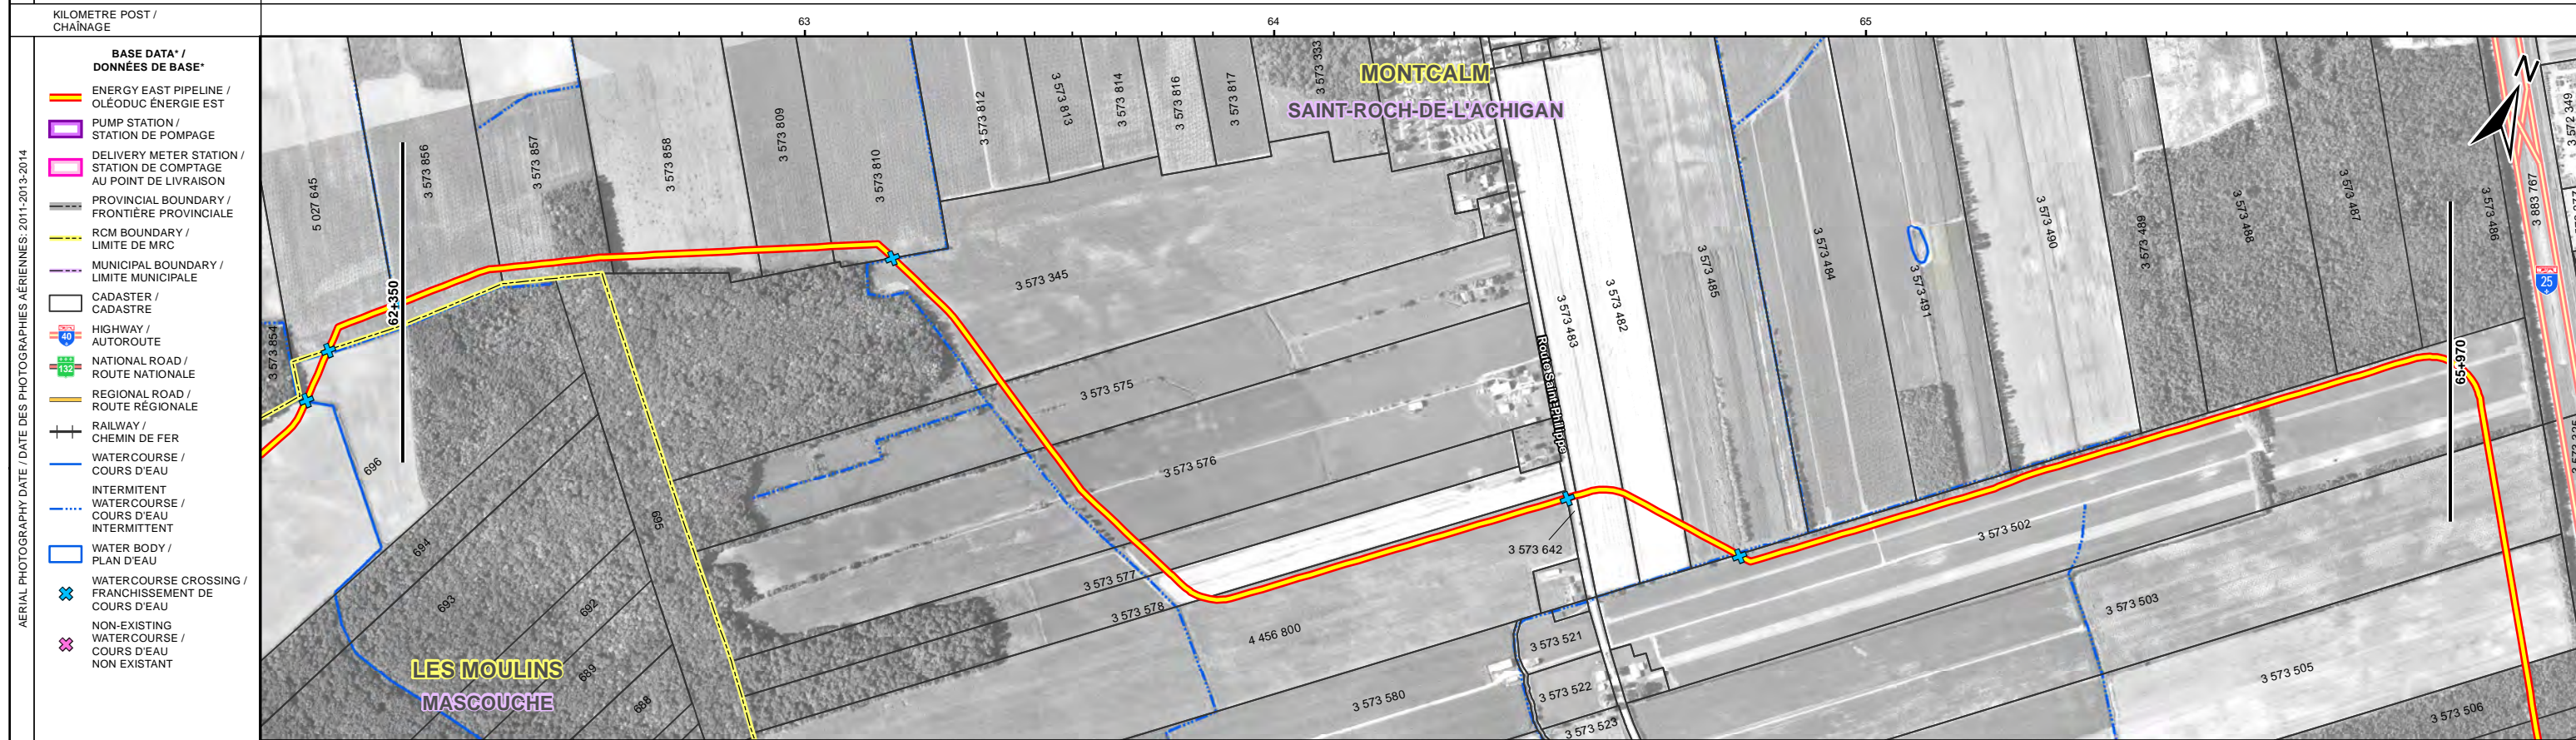 KILOMETRE POST /
CHAÎNAGE
63
64
65
AERIAL PHOTOGRAPHY DATE / DATE DES PHOTOGRAPHIES AÉRIENNES: 2011-2013-2014
BASE DATA* /
DONNÉES DE BASE*
ENERGY EAST PIPELINE /
OLÉODUC ÉNERGIE EST
PUMP STATION /
STATION DE POMPAGE
DELIVERY METER STATION /
STATION DE COMPTAGE
AU POINT DE LIVRAISON
PROVINCIAL BOUNDARY /
FRONTIÈRE PROVINCIALE
RCM BOUNDARY /
LIMITE DE MRC
MUNICIPAL BOUNDARY /
LIMITE MUNICIPALE
CADASTER /
CADASTRE
40
HIGHWAY /
AUTOROUTE
132
NATIONAL ROAD /
ROUTE NATIONALE
REGIONAL ROAD /
ROUTE RÉGIONALE
RAILWAY /
CHEMIN DE FER
WATERCOURSE /
COURS D'EAU
INTERMITENT
WATERCOURSE /
COURS D'EAU
INTERMITTENT
WATER BODY /
PLAN D'EAU
WATERCOURSE CROSSING /
FRANCHISSEMENT DE
COURS D'EAU
NON-EXISTING
WATERCOURSE /
COURS D'EAU
NON EXISTANT
MONTCALM
SAINT-ROCH-DE-L'ACHIGAN
LES MOULINS
MASCOUCHE
N
25
62+350
65+970
Route Saint-Philippe
5 027 645
3 573 854
3 573 856
3 573 857
3 573 858
3 573 809
3 573 810
3 573 812
3 573 813
3 573 814
3 573 816
3 573 817
3 573 333
3 573 345
3 573 575
3 573 576
3 573 577
3 573 578
4 456 800
3 573 580
3 573 483
3 573 482
3 573 642
3 573 521
3 573 522
3 573 523
3 573 485
3 573 484
3 573 491
3 573 490
3 573 489
3 573 488
3 573 487
3 573 486
3 883 767
3 572 349
3 573 502
3 573 503
3 573 505
3 573 506
696
695
694
693
692
689
688